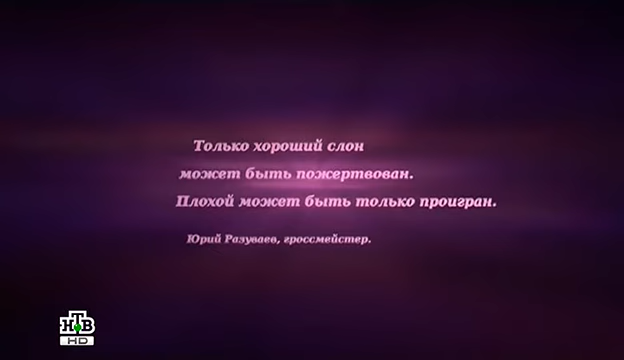 Только хороший слон
может быть пожертвован.
Плохой может быть только проигран.
Юрий Разуваев, гроссмейстер.
НТВ
HD